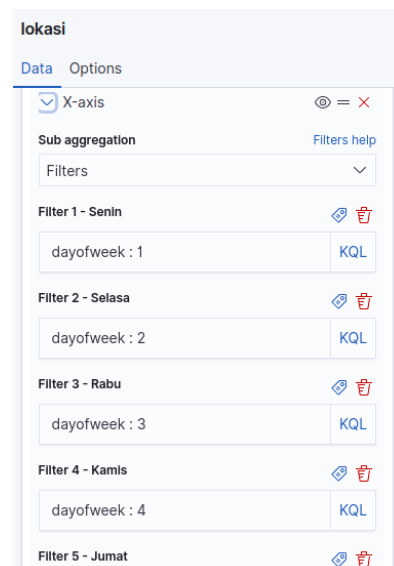 lokasi
Data Options
X-axis
Sub aggregation Filters help
Filters
Filter 1 - Senin
dayofweek : 1 KQL
Filter 2 - Selasa
dayofweek : 2 KQL
Filter 3 - Rabu
dayofweek : 3 KQL
Filter 4 - Kamis
dayofweek : 4 KQL
Filter 5 - Jumat